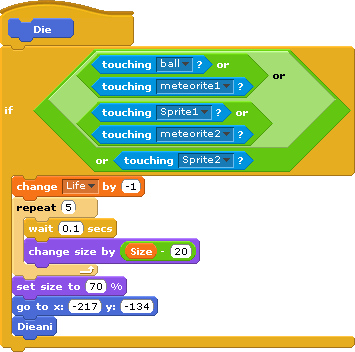 Die
touching ball ? or
or
touching meteorite1 ?
if
touching Sprite1 ? or
touching meteorite2 ?
or touching Sprite2 ?
change Life by -1
repeat 5
wait 0.1 secs
change size by Size - 20
set size to 70 %
go to x: -217 y: -134
Dieani